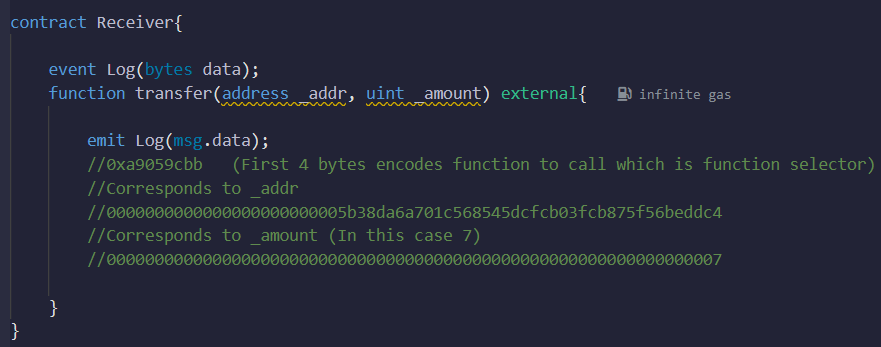 contract Receiver{
event Log(bytes data);
function transfer(address _addr, uint _amount) external{ infinite gas
emit Log(msg.data);
//0xa9059cbb (First 4 bytes encodes function to call which is function selector)
//Corresponds to _addr
//0000000000000000000000005b38da6a701c568545dcfcb03fcb875f56beddc4
//Corresponds to _amount (In this case 7)
//0000000000000000000000000000000000000000000000000000000000000007
}
}